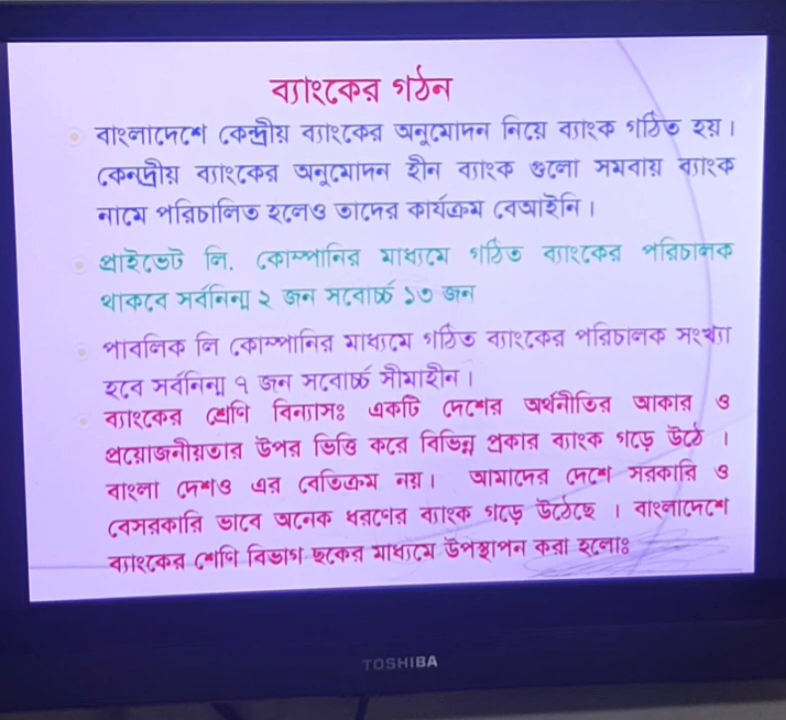 ব্যাংকের গঠন
বাংলাদেশে কেন্দ্রীয় ব্যাংকের অনুমোদন নিয়ে ব্যাংক গঠিত হয়।
কেনদ্রীয় ব্যাংকের অনুমোদন হীন ব্যাংক গুলো সমবায় ব্যাংক
নামে পরিচালিত হলেও তাদের কার্যক্রম বেআইনি।
প্রাইভেট লি. কোম্পানির মাধ্যমে গঠিত ব্যাংকের পরিচালক
থাকবে সর্বনিন্ম ২ জন সবোর্চ্চ ১৩ জন
পাবলিক লি কোম্পানির মাধ্যমে গঠিত ব্যাংকের পরিচালক সংখ্যা
হবে সর্বনিন্ম ৭ জন সবোর্চ্চ সীমাহীন।
ব্যাংকের শ্রেণি বিন্যাসঃ একটি দেশের অর্থনীতির আকার ও
প্রয়োজনীয়তার উপর ভিত্তি করে বিভিন্ন প্রকার ব্যাংক গড়ে উঠে ।
বাংলা দেশও এর বেতিক্রম নয়। আমাদের দেশে সরকারি ও
বেসরকারি ভাবে অনেক ধরণের ব্যাংক গড়ে উঠেছে । বাংলাদেশে
ব্যাংকের শেণি বিভাগ ছকের মাধ্যমে উপস্থাপন করা হলোঃ
TOSHIBA